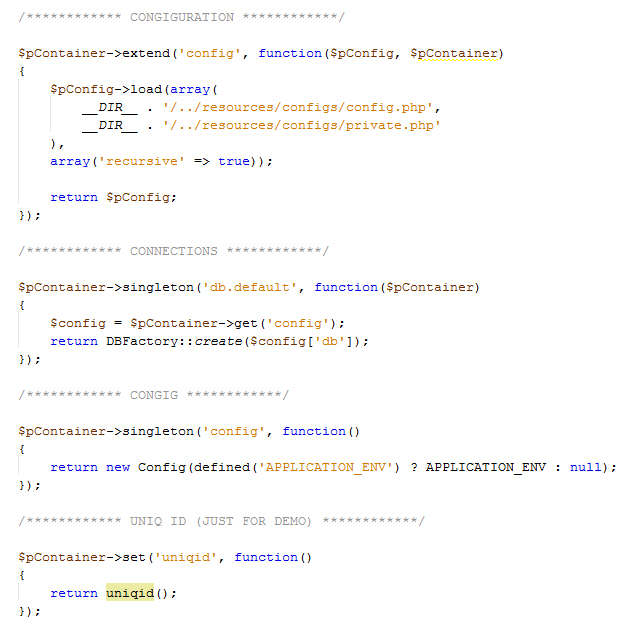 /************ CONGIGURATION ************/
$pContainer->extend('config', function($pConfig, $pContainer)
{
    $pConfig->load(array(
        __DIR__ . '/../resources/configs/config.php',
        __DIR__ . '/../resources/configs/private.php'
    ),
    array('recursive' => true));
    return $pConfig;
});
/************ CONNECTIONS ************/
$pContainer->singleton('db.default', function($pContainer)
{
    $config = $pContainer->get('config');
    return DBFactory::create($config['db']);
});
/************ CONGIG ************/
$pContainer->singleton('config', function()
{
    return new Config(defined('APPLICATION_ENV') ? APPLICATION_ENV : null);
});
/************ UNIQ ID (JUST FOR DEMO) ************/
$pContainer->set('uniqid', function()
{
    return uniqid();
});